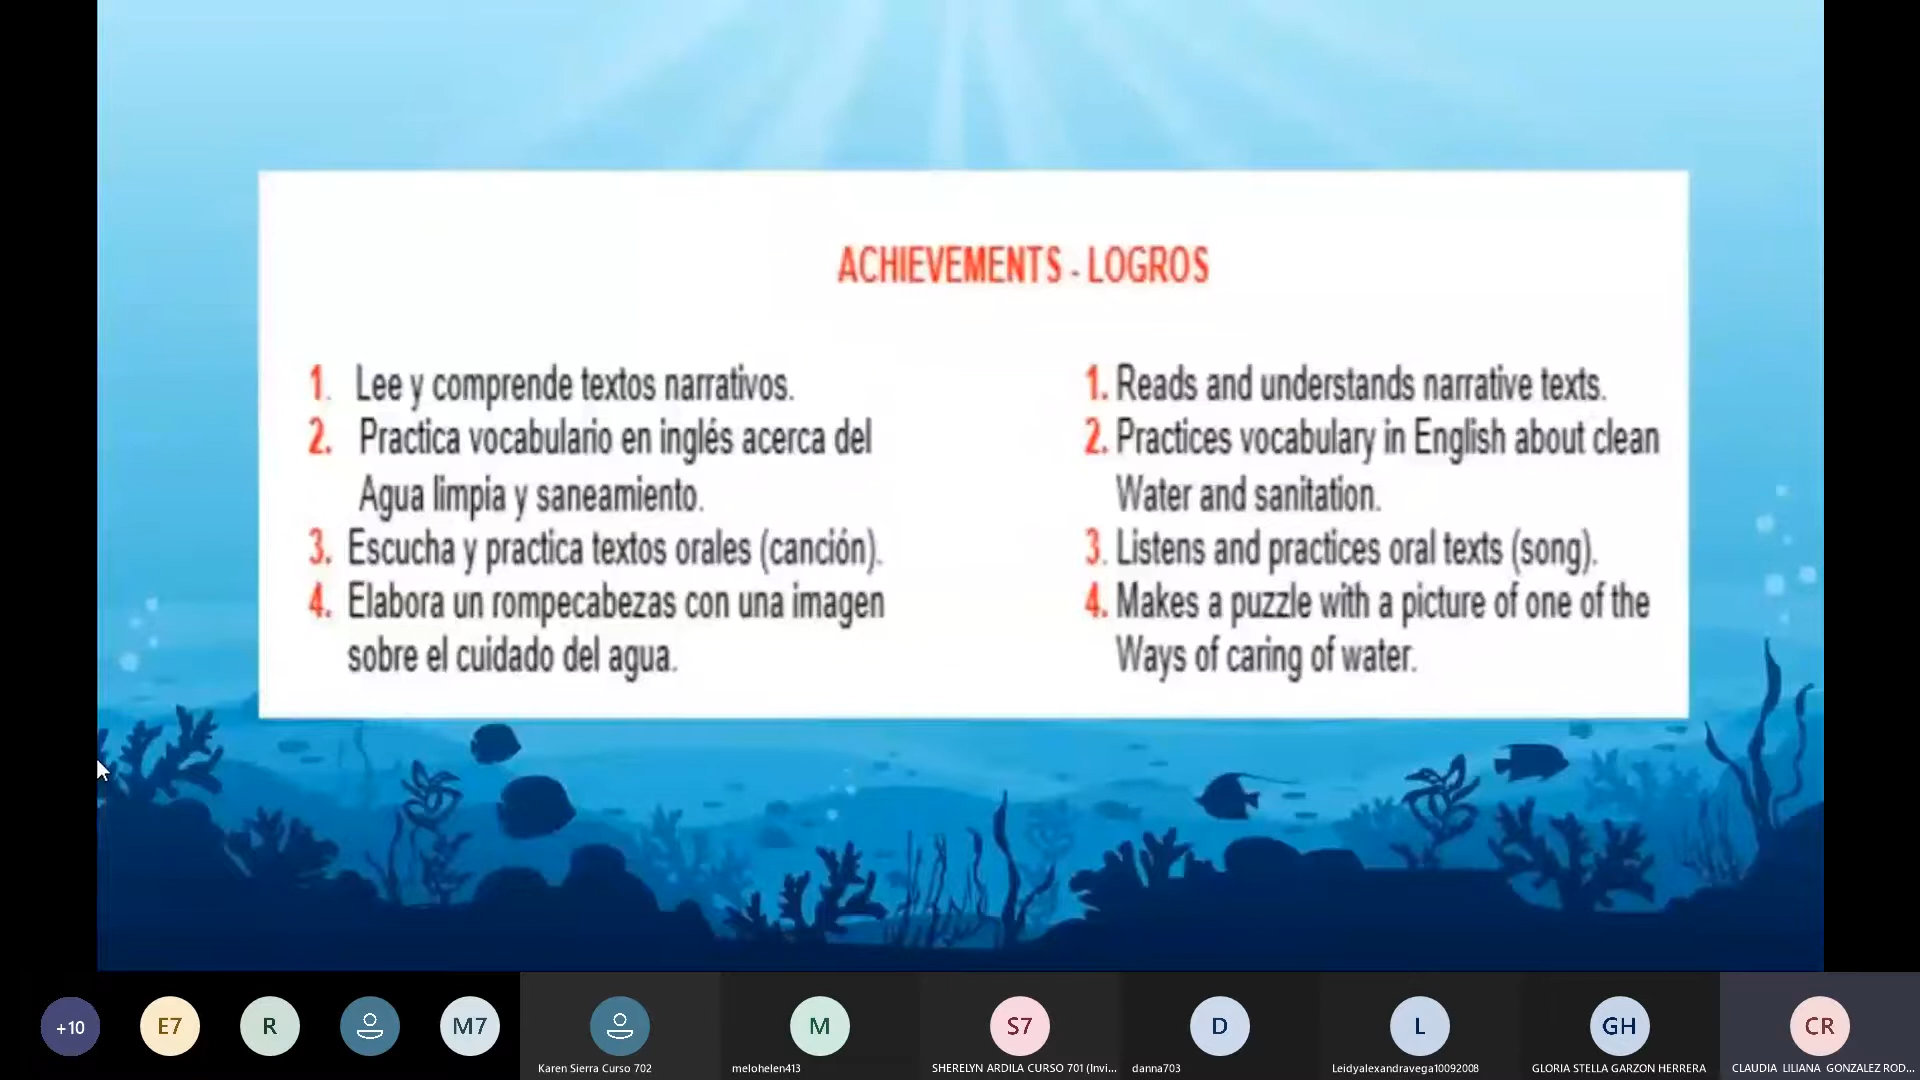 ACHIEVEMENTS - LOGROS
1. Lee y comprende textos narrativos.
2. Practica vocabulario en inglés acerca del
Agua limpia y saneamiento.
3. Escucha y practica textos orales (canción).
4. Elabora un rompecabezas con una imagen
sobre el cuidado del agua.
1. Reads and understands narrative texts.
2. Practices vocabulary in English about clean
Water and sanitation.
3. Listens and practices oral texts (song).
4. Makes a puzzle with a picture of one of the
Ways of caring of water.
+10
E7
R
M7
Karen Sierra Curso 702
M
melohelen413
S7
SHERELYN ARDILA CURSO 701 (Invi...
D
danna703
L
Leidyalexandravega10092008
GH
GLORIA STELLA GARZON HERRERA
CR
CLAUDIA LILIANA GONZALEZ ROD...